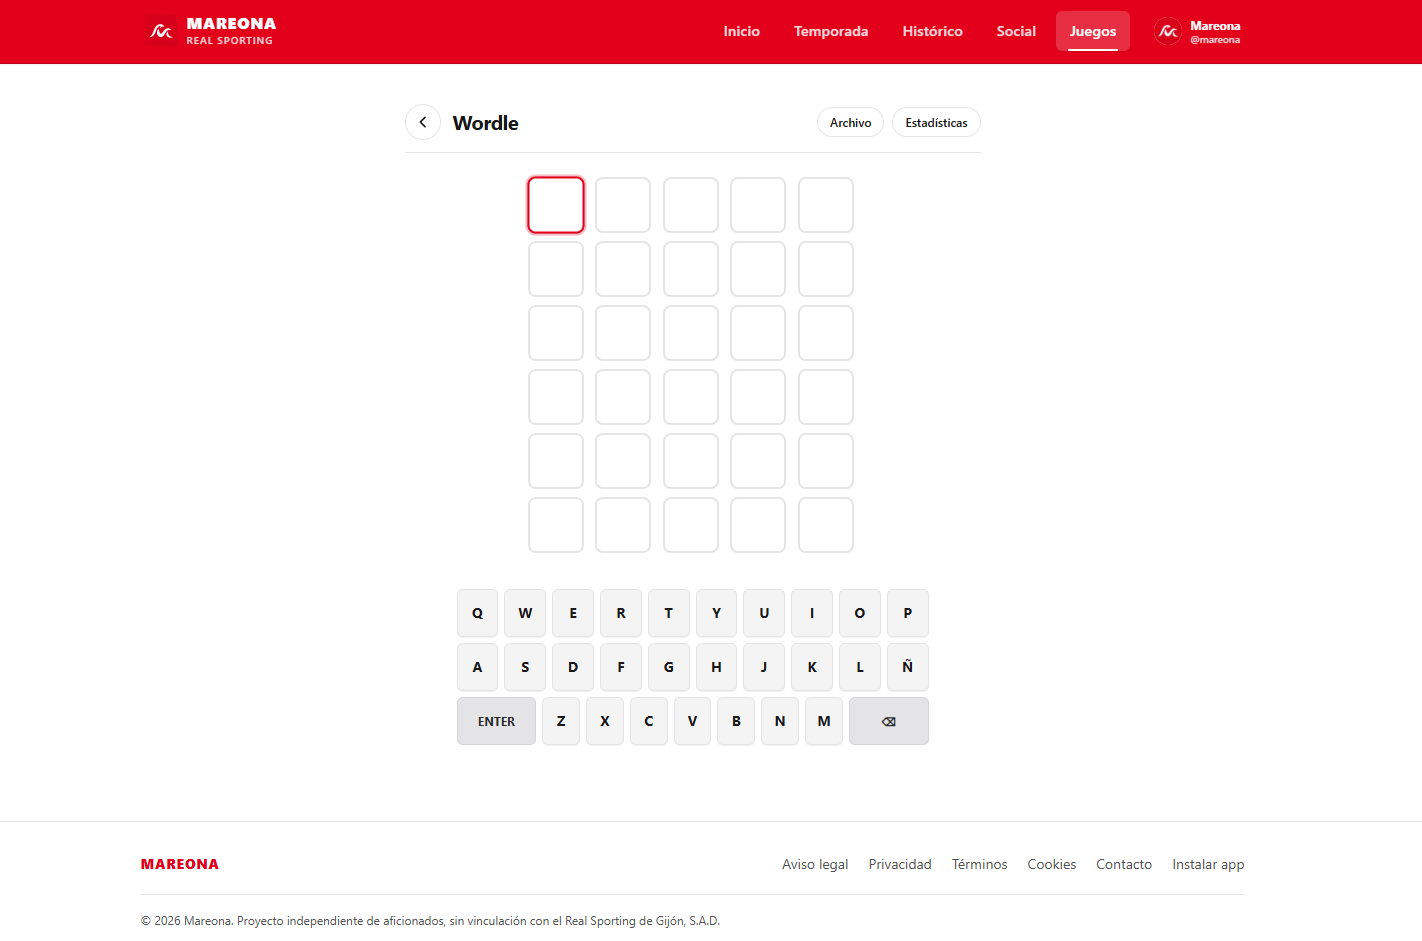 MAREONA
REAL SPORTING
Inicio
Temporada
Histórico
Social
Juegos
Mareona
@mareona
Wordle
Archivo
Estadísticas
Q W E R T Y U I O P
A S D F G H J K L Ñ
ENTER Z X C V B N M ⌫
MAREONA
Aviso legal
Privacidad
Términos
Cookies
Contacto
Instalar app
© 2026 Mareona. Proyecto independiente de aficionados, sin vinculación con el Real Sporting de Gijón, S.A.D.